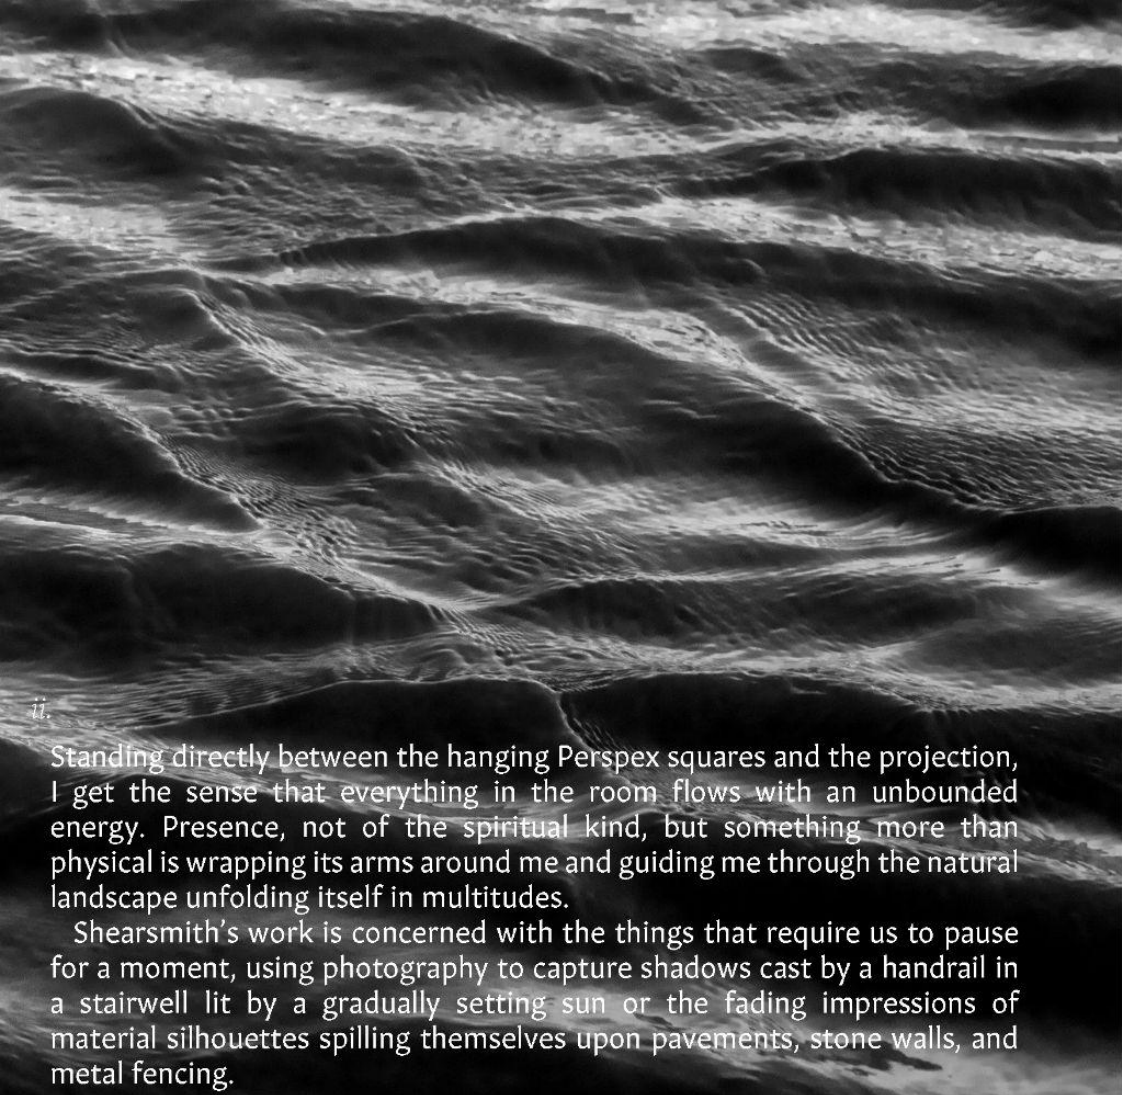 ii.
Standing directly between the hanging Perspex squares and the projection,
I get the sense that everything in the room flows with an unbounded
energy. Presence, not of the spiritual kind, but something more than
physical is wrapping its arms around me and guiding me through the natural
landscape unfolding itself in multitudes.
Shearsmith’s work is concerned with the things that require us to pause
for a moment, using photography to capture shadows cast by a handrail in
a stairwell lit by a gradually setting sun or the fading impressions of
material silhouettes spilling themselves upon pavements, stone walls, and
metal fencing.